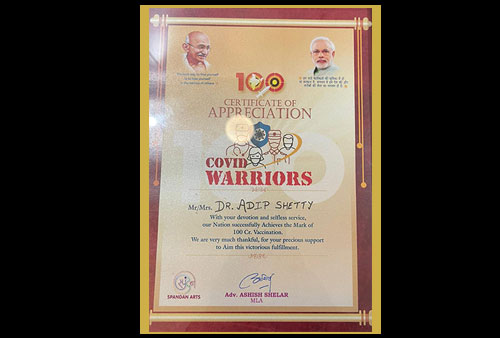 100
CERTIFICATE OF
APPRECIATION
COVID
WARRIORS
Mr/Mrs. DR. ADIP SHETTY
With your devotion and selfless service,
our Nation successfully Achieves the Mark of
100 Cr. Vaccination.
We are very much thankful, for your precious support
to Aim this victorious fulfillment.
SPANDAN ARTS
Adv. ASHISH SHELAR
MLA